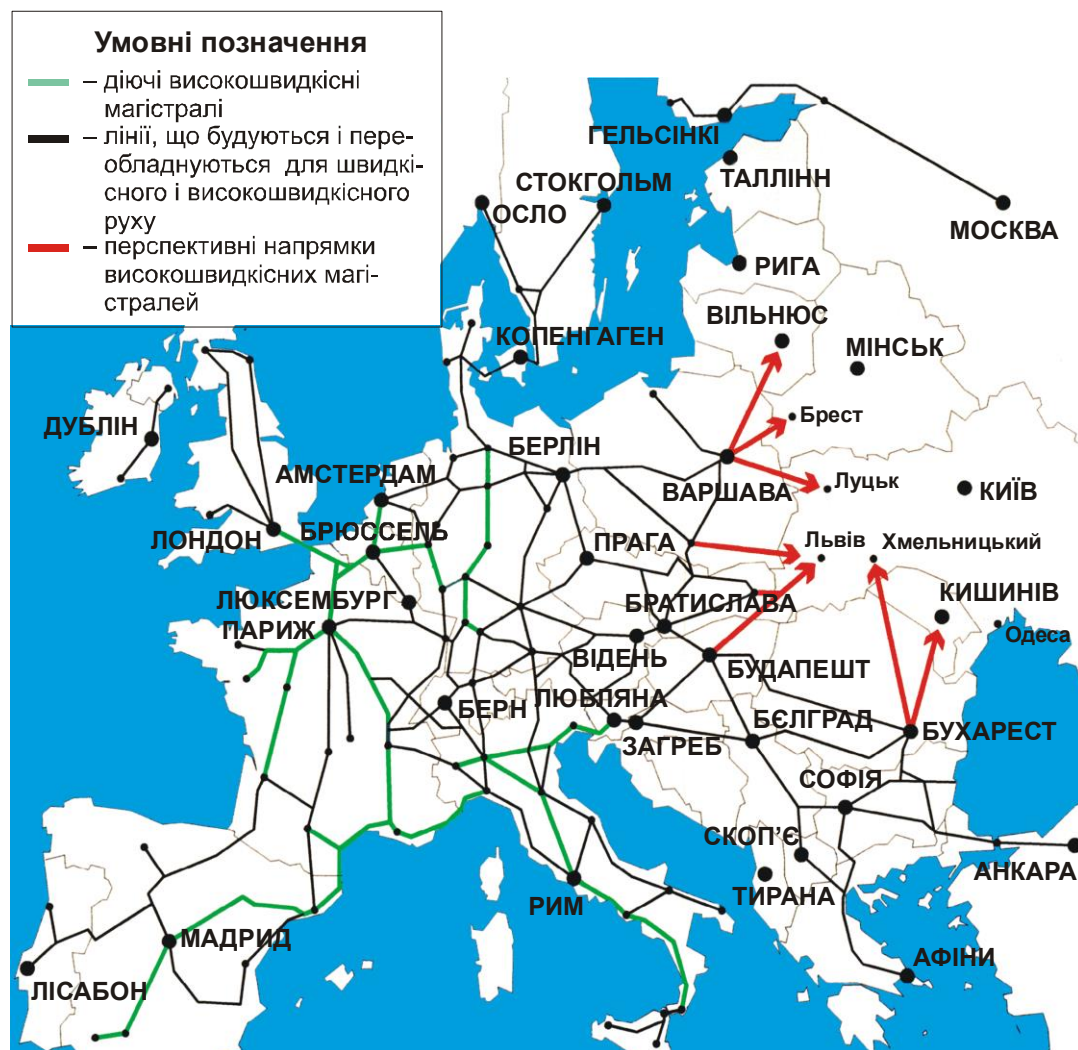 Умовні позначення
– діючі високошвидкісні
магістралі
– лінії, що будуються і пере-
обладнуються для швидкі-
сного і високошвидкісного
руху
– перспективні напрямки
високошвидкісних магі-
стралей
ГЕЛЬСІНКІ
ТАЛЛІНН
СТОКГОЛЬМ
ОСЛО
МОСКВА
РИГА
ВІЛЬНЮС
КОПЕНГАГЕН
МІНСЬК
Брест
ДУБЛІН
БЕРЛІН
АМСТЕРДАМ
ВАРШАВА
Луцьк
КИЇВ
ЛОНДОН
БРЮССЕЛЬ
ПРАГА
Львів
Хмельницький
ЛЮКСЕМБУРГ
БРАТИСЛАВА
КИШИНІВ
ПАРИЖ
Одеса
ВІДЕНЬ
БУДАПЕШТ
ЛЮБЛЯНА
БЕРН
БЄЛГРАД
ЗАГРЕБ
БУХАРЕСТ
СОФІЯ
СКОП’Є
АНКАРА
ТИРАНА
РИМ
МАДРИД
АФІНИ
ЛІСАБОН